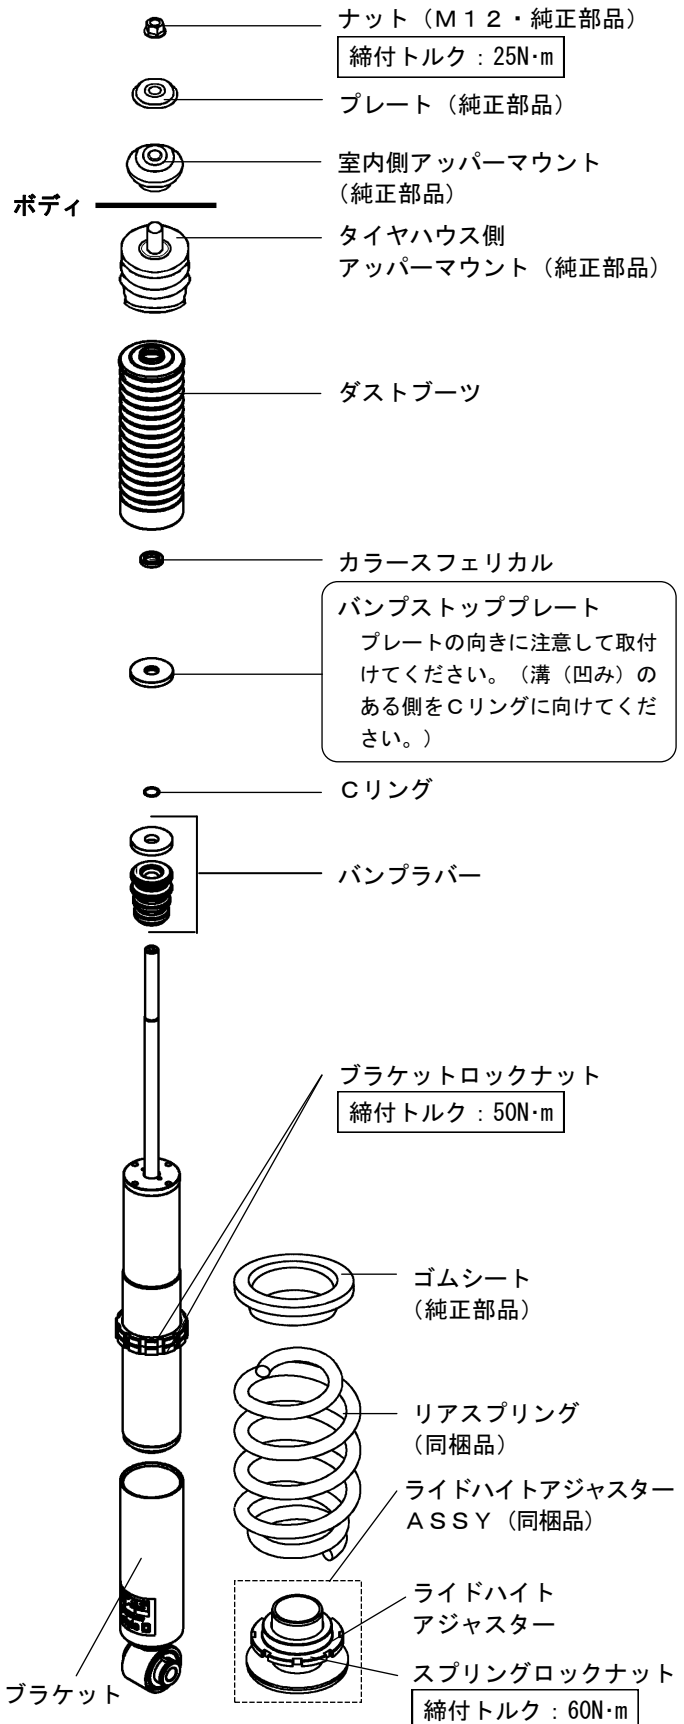 ナット（Ｍ１２・純正部品）
締付トルク：25N･m
プレート（純正部品）
室内側アッパーマウント
（純正部品）
ボディ
タイヤハウス側
アッパーマウント（純正部品）
ダストブーツ
カラースフェリカル
バンプストッププレート
プレートの向きに注意して取付
けてください。（溝（凹み）の
ある側をＣリングに向けてくだ
さい。）
Ｃリング
バンプラバー
ブラケットロックナット
締付トルク：50N･m
ゴムシート
（純正部品）
リアスプリング
（同梱品）
ライドハイトアジャスター
ＡＳＳＹ（同梱品）
ライドハイト
アジャスター
スプリングロックナット
締付トルク：60N･m
ブラケット